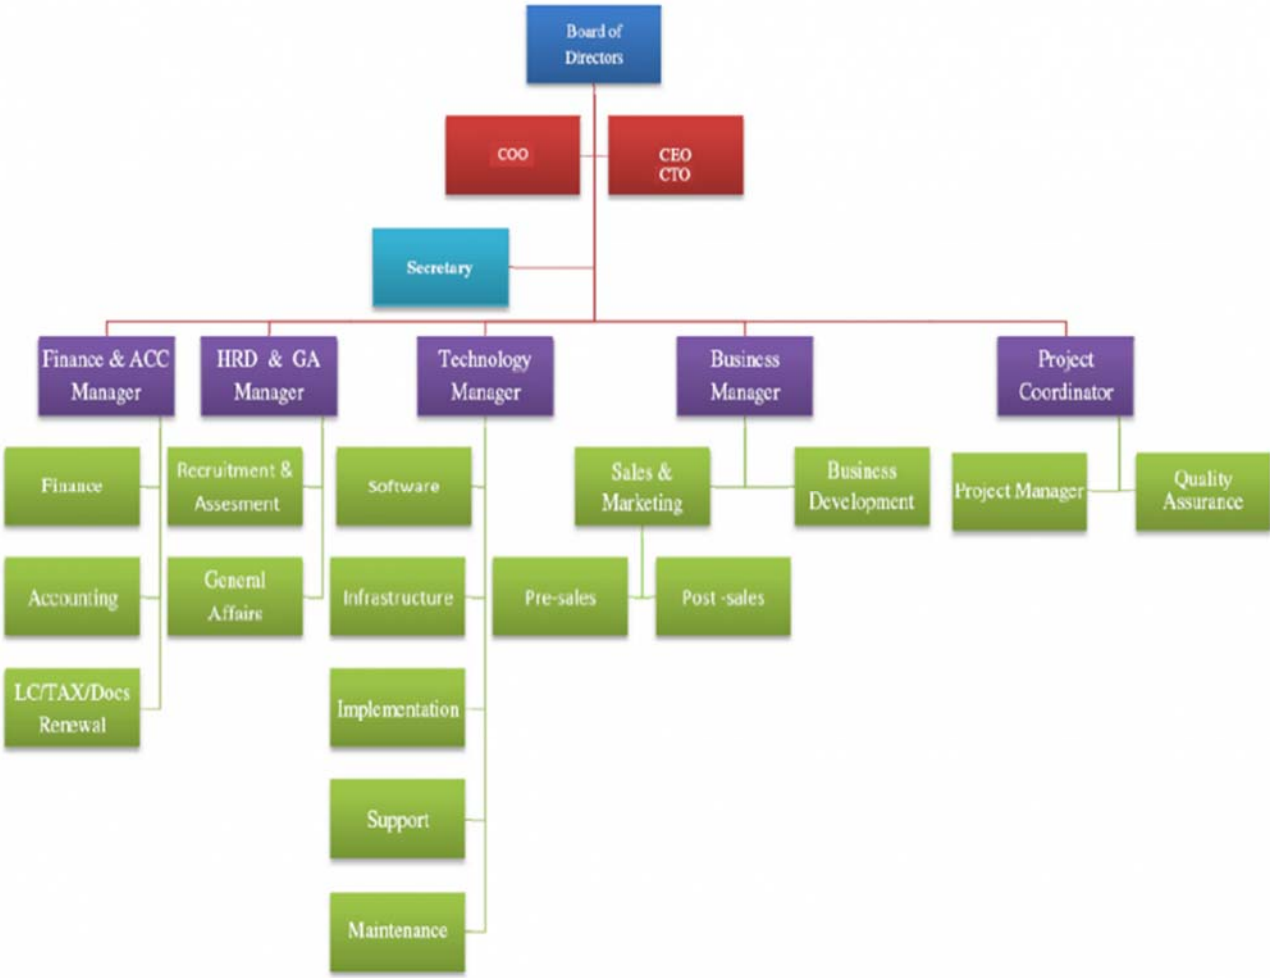 Board of
Directors
COO
CEO
CTO
Secretary
Finance & ACC
Manager
HRD & GA
Manager
Technology
Manager
Business
Manager
Project
Coordinator
Finance
Recruitment &
Assesment
Software
Sales &
Marketing
Business
Development
Project Manager
Quality
Assurance
Accounting
General
Affairs
Infrastructure
Pre-sales
Post -sales
LC/TAX/Docs
Renewal
Implementation
Support
Maintenance